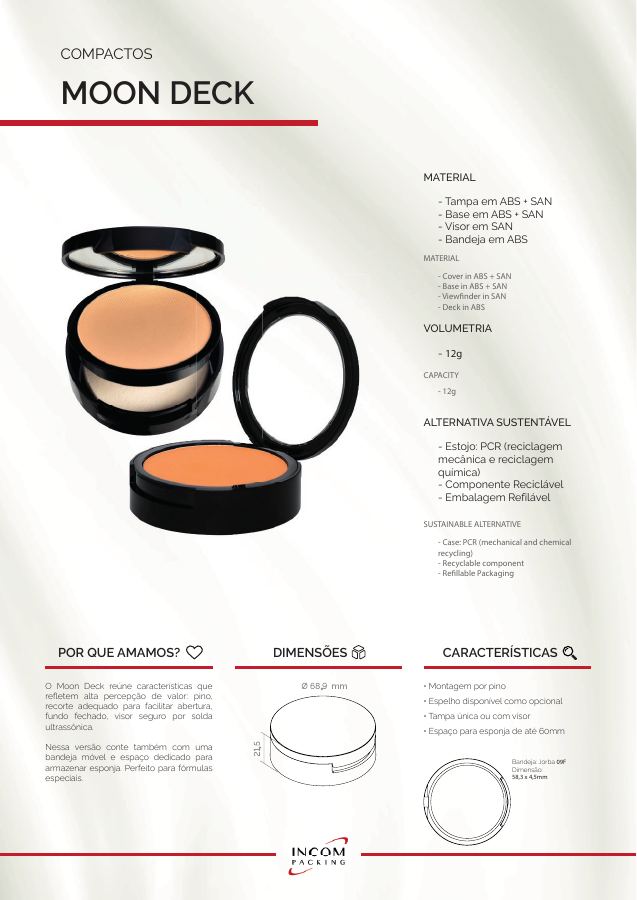 COMPACTOS
MOON DECK
MATERIAL
- Tampa em ABS + SAN
- Base em ABS + SAN
- Visor em SAN
- Bandeja em ABS
MATERIAL
- Cover in ABS + SAN
- Base in ABS + SAN
- Viewfinder in SAN
- Deck in ABS
VOLUMETRIA
- 12g
CAPACITY
- 12g
ALTERNATIVA SUSTENTÁVEL
- Estojo: PCR (reciclagem
mecânica e reciclagem
química)
- Componente Reciclável
- Embalagem Refilável
SUSTAINABLE ALTERNATIVE
- Case: PCR (mechanical and chemical
recycling)
- Recyclable component
- Refillable Packaging
POR QUE AMAMOS?
O Moon Deck reúne características que
refletem alta percepção de valor: pino,
recorte adequado para facilitar abertura,
fundo fechado, visor seguro por solda
ultrassônica.
Nessa versão conte também com uma
bandeja móvel e espaço dedicado para
armazenar esponja. Perfeito para fórmulas
especiais.
DIMENSÕES
Ø 68,9 mm
21,5
CARACTERÍSTICAS
• Montagem por pino
• Espelho disponível como opcional
• Tampa única ou com visor
• Espaço para esponja de até 60mm
Bandeja: Jorba 09F
Dimensão:
58,3 x 4,5mm
INCOM
PACKING